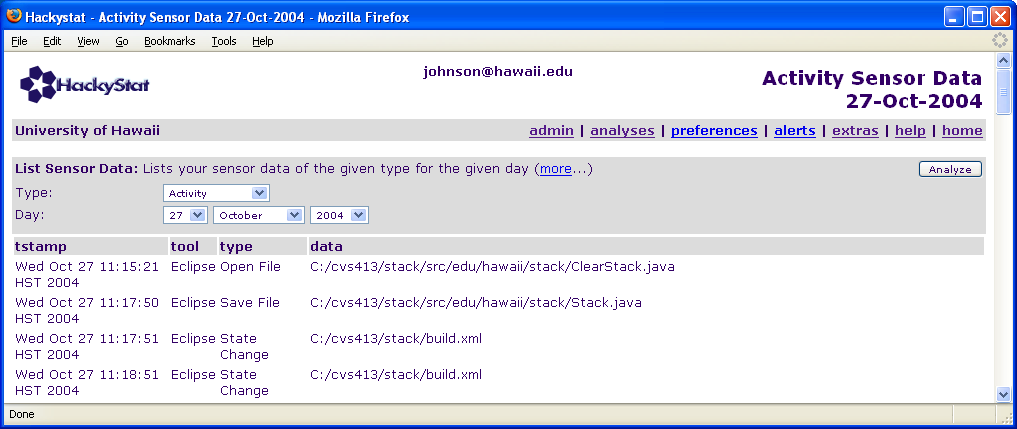 Hackystat - Activity Sensor Data 27-Oct-2004 - Mozilla Firefox
File Edit View Go Bookmarks Tools Help
HackyStat
johnson@hawaii.edu
Activity Sensor Data
27-Oct-2004
University of Hawaii
admin | analyses | preferences | alerts | extras | help | home
List Sensor Data: Lists your sensor data of the given type for the given day (more...)
Analyze
Type: Activity
Day: 27 October 2004
tstamp tool type data
Wed Oct 27 11:15:21 Eclipse Open File C:/cvs413/stack/src/edu/hawaii/stack/ClearStack.java
HST 2004
Wed Oct 27 11:17:50 Eclipse Save File C:/cvs413/stack/src/edu/hawaii/stack/Stack.java
HST 2004
Wed Oct 27 11:17:51 Eclipse State C:/cvs413/stack/build.xml
HST 2004 Change
Wed Oct 27 11:18:51 Eclipse State C:/cvs413/stack/build.xml
HST 2004 Change
Done